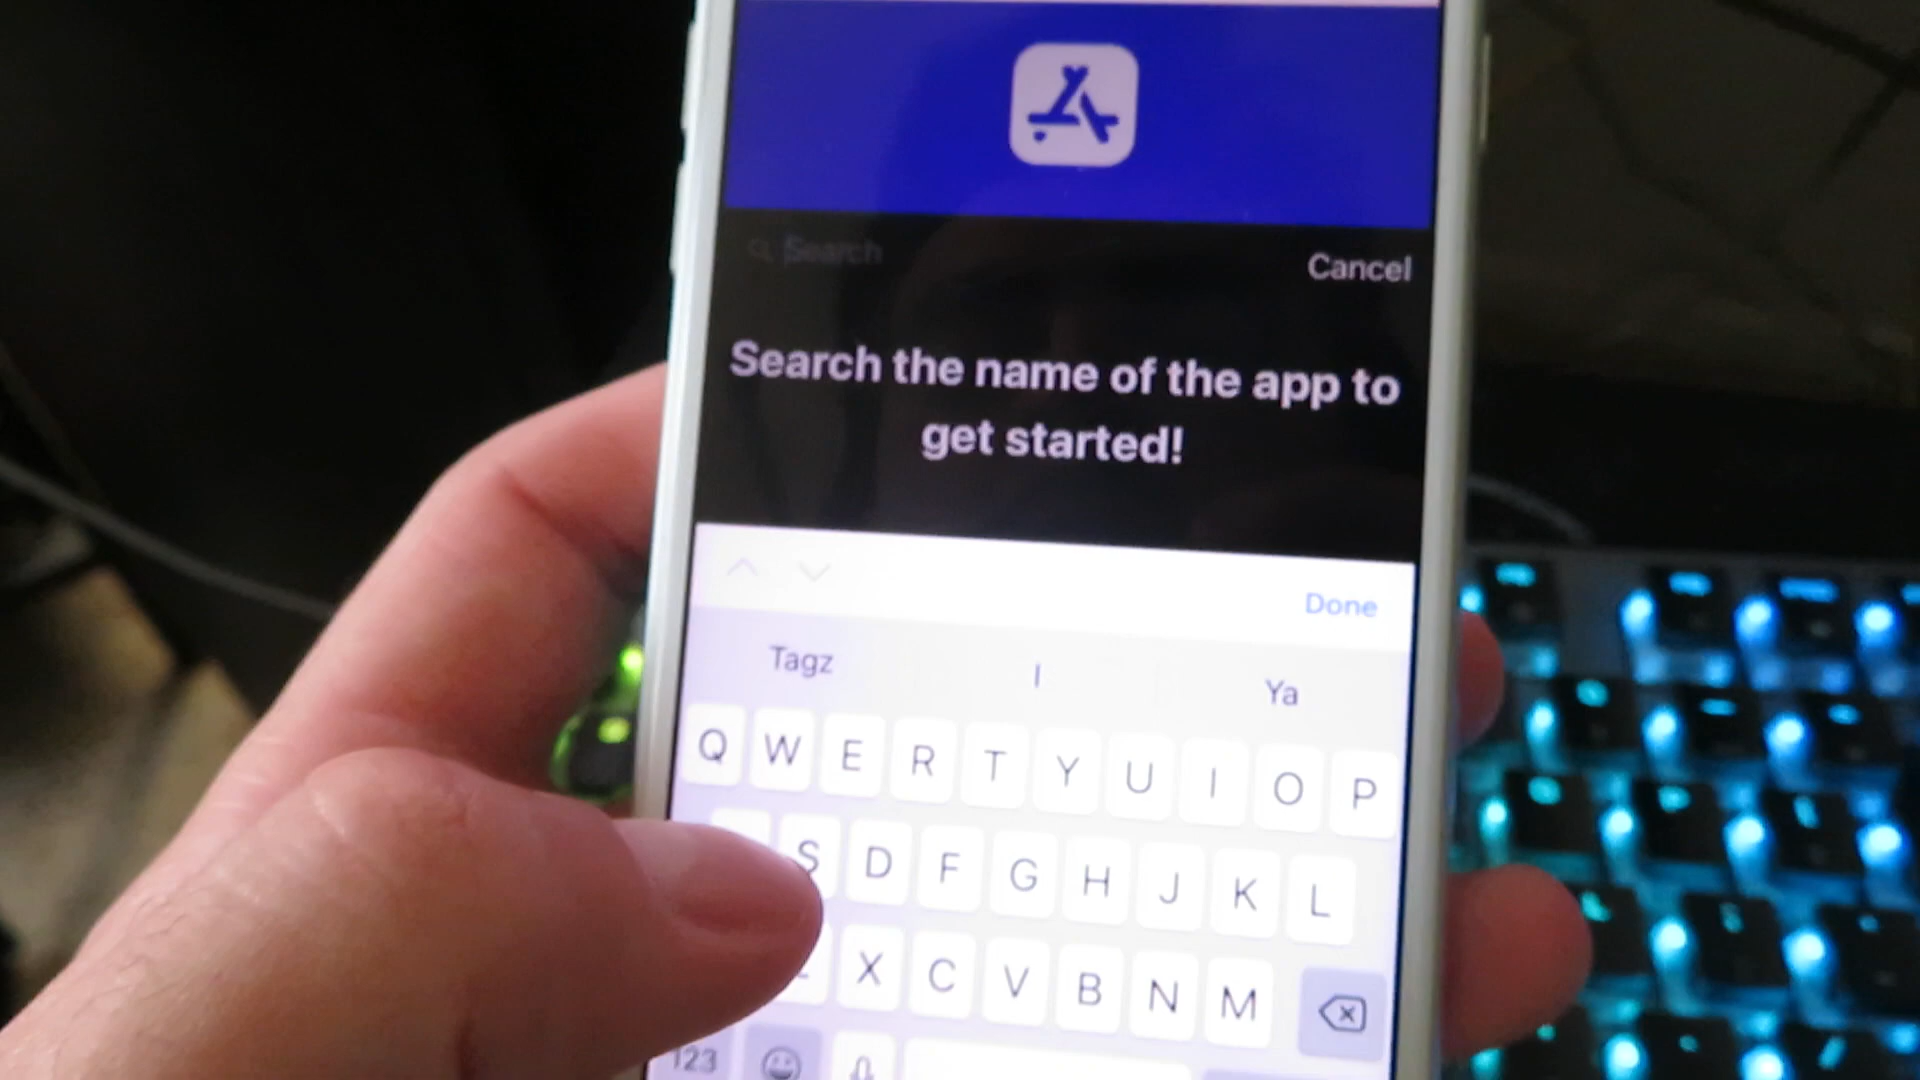 Search
Cancel
Search the name of the app to
get started!
Done
Tagz I Ya
Q W E R T Y U I O P
S D F G H J K L
X C V B N M
123